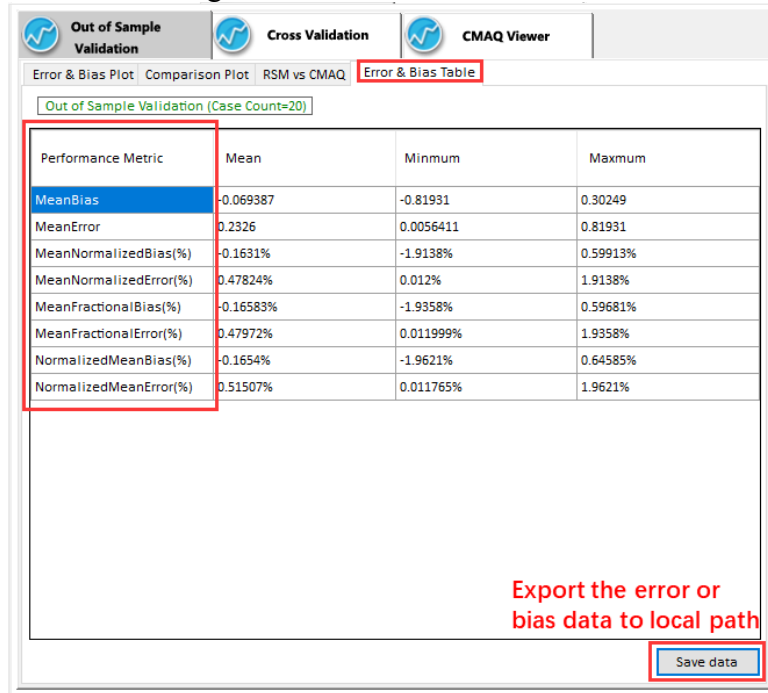 Out of Sample
Validation
Cross Validation
CMAQ Viewer
Error & Bias Plot Comparison Plot RSM vs CMAQ Error & Bias Table
Out of Sample Validation (Case Count=20)
Performance Metric Mean Minmum Maxmum
MeanBias -0.069387 -0.81931 0.30249
MeanError 0.2326 0.0056411 0.81931
MeanNormalizedBias(%) -0.1631% -1.9138% 0.59913%
MeanNormalizedError(%) 0.47824% 0.012% 1.9138%
MeanFractionalBias(%) -0.16583% -1.9358% 0.59681%
MeanFractionalError(%) 0.47972% 0.011999% 1.9358%
NormalizedMeanBias(%) -0.1654% -1.9621% 0.64585%
NormalizedMeanError(%) 0.51507% 0.011765% 1.9621%
Export the error or
bias data to local path
Save data